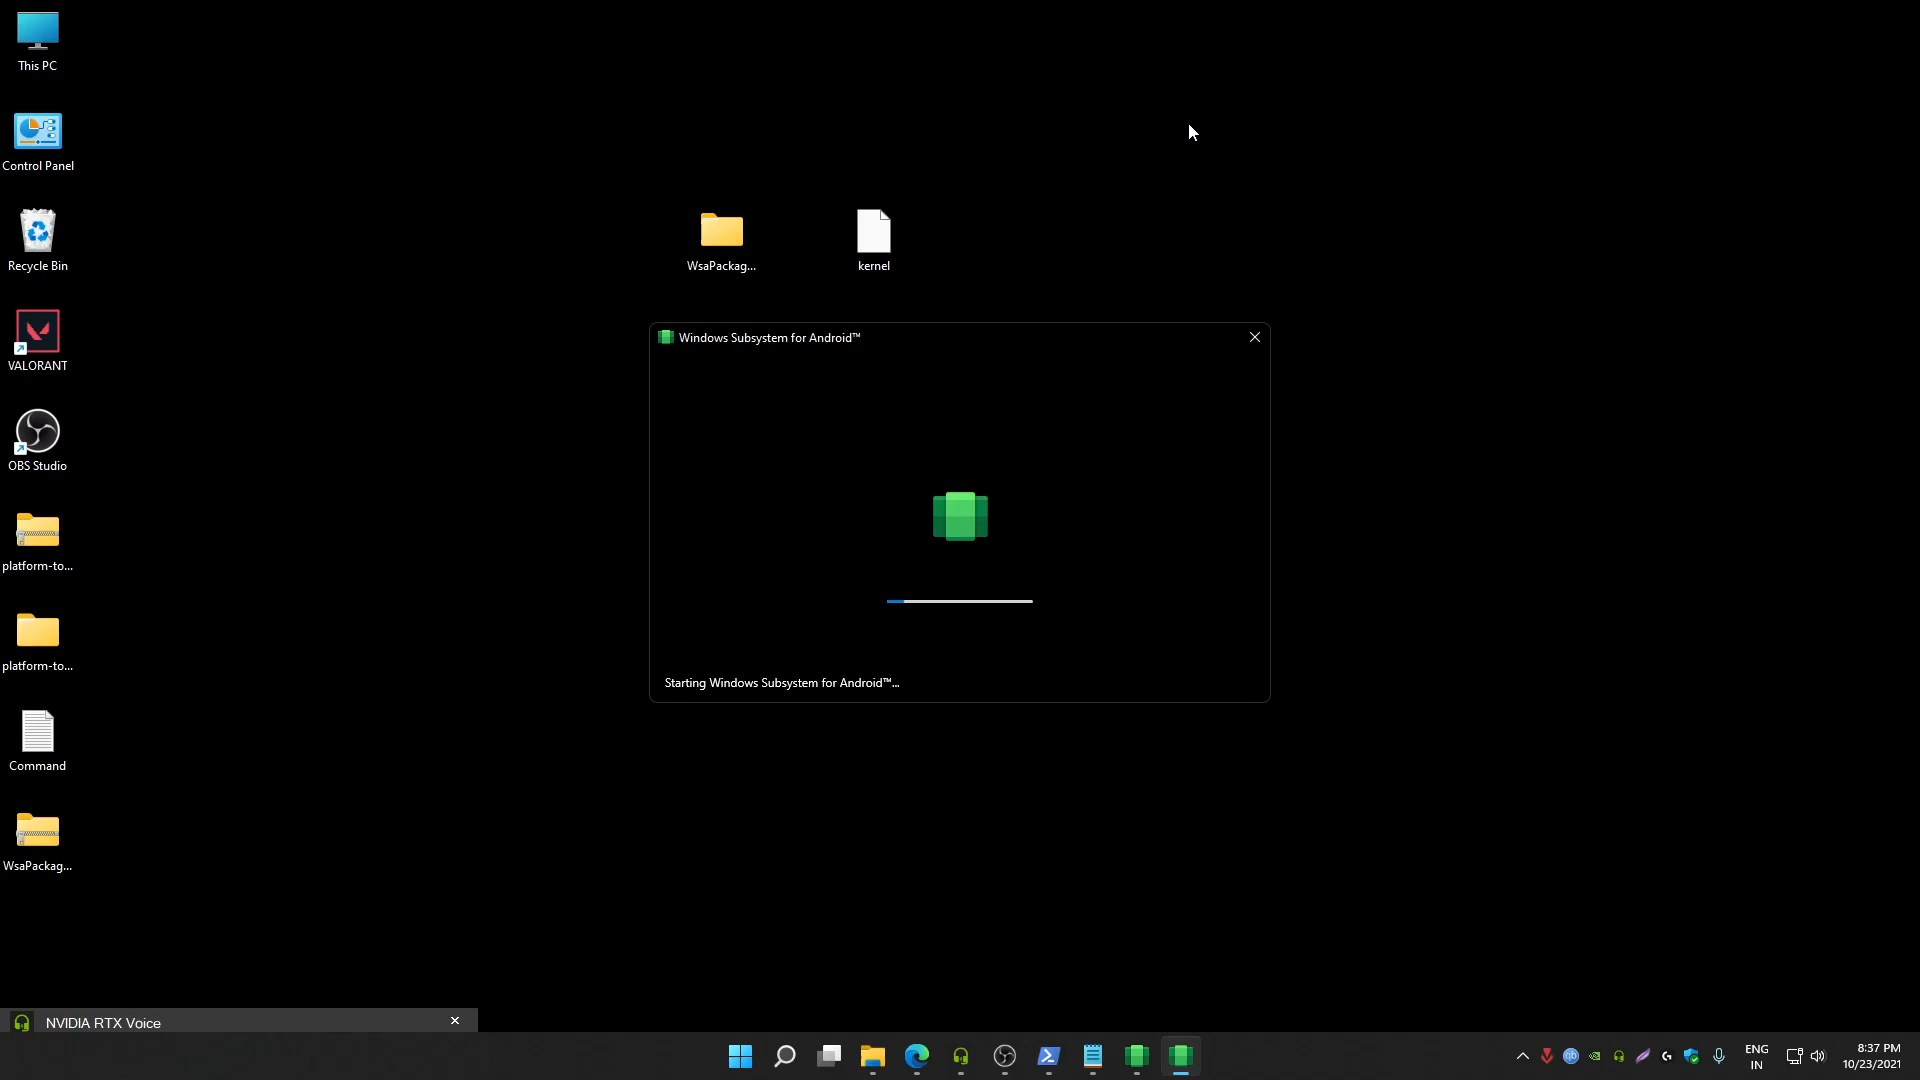 This PC
Control Panel
Recycle Bin
VALORANT
OBS Studio
platform-to...
platform-to...
Command
WsaPackag...
WsaPackag...
kernel
Windows Subsystem for Android™
Starting Windows Subsystem for Android™...
NVIDIA RTX Voice
ENG
IN
8:37 PM
10/23/2021